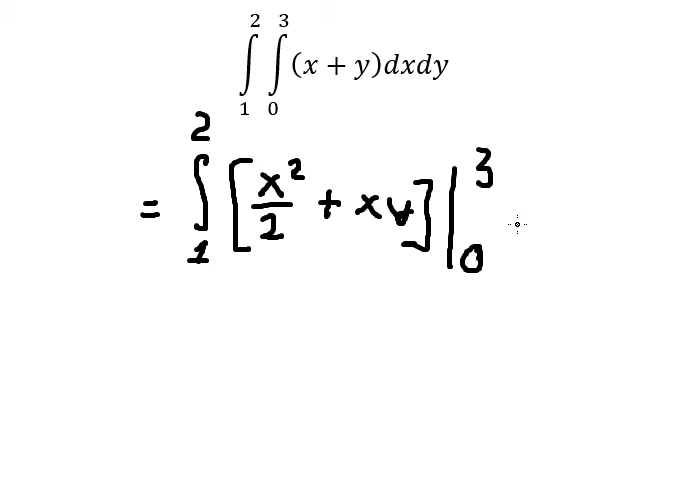 ∫₁² ∫₀³ (x + y)dxdy
= ∫₁² [x²/2 + xy] |₀³